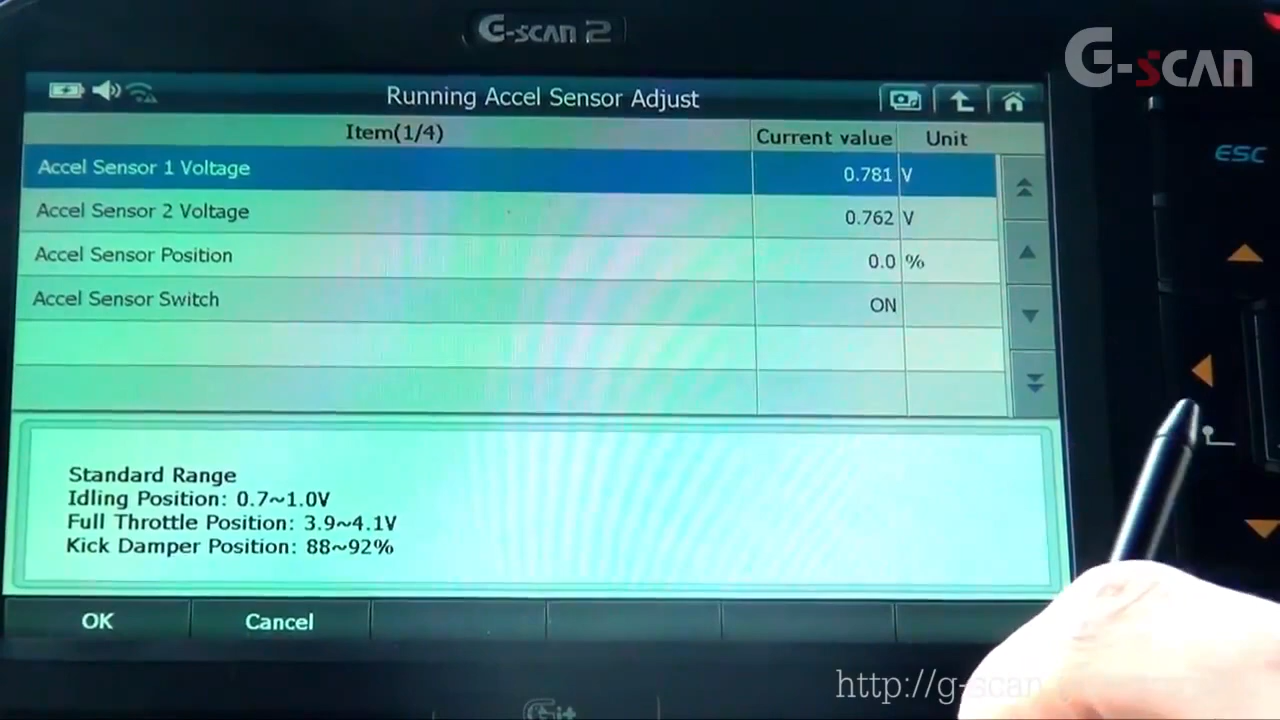 G-scan 2
G-scan
Running Accel Sensor Adjust
Item(1/4) Current value Unit
Accel Sensor 1 Voltage 0.781 V
Accel Sensor 2 Voltage 0.762 V
Accel Sensor Position 0.0 %
Accel Sensor Switch ON
ESC
Standard Range
Idling Position: 0.7~1.0V
Full Throttle Position: 3.9~4.1V
Kick Damper Position: 88~92%
OK Cancel
http://g-scan